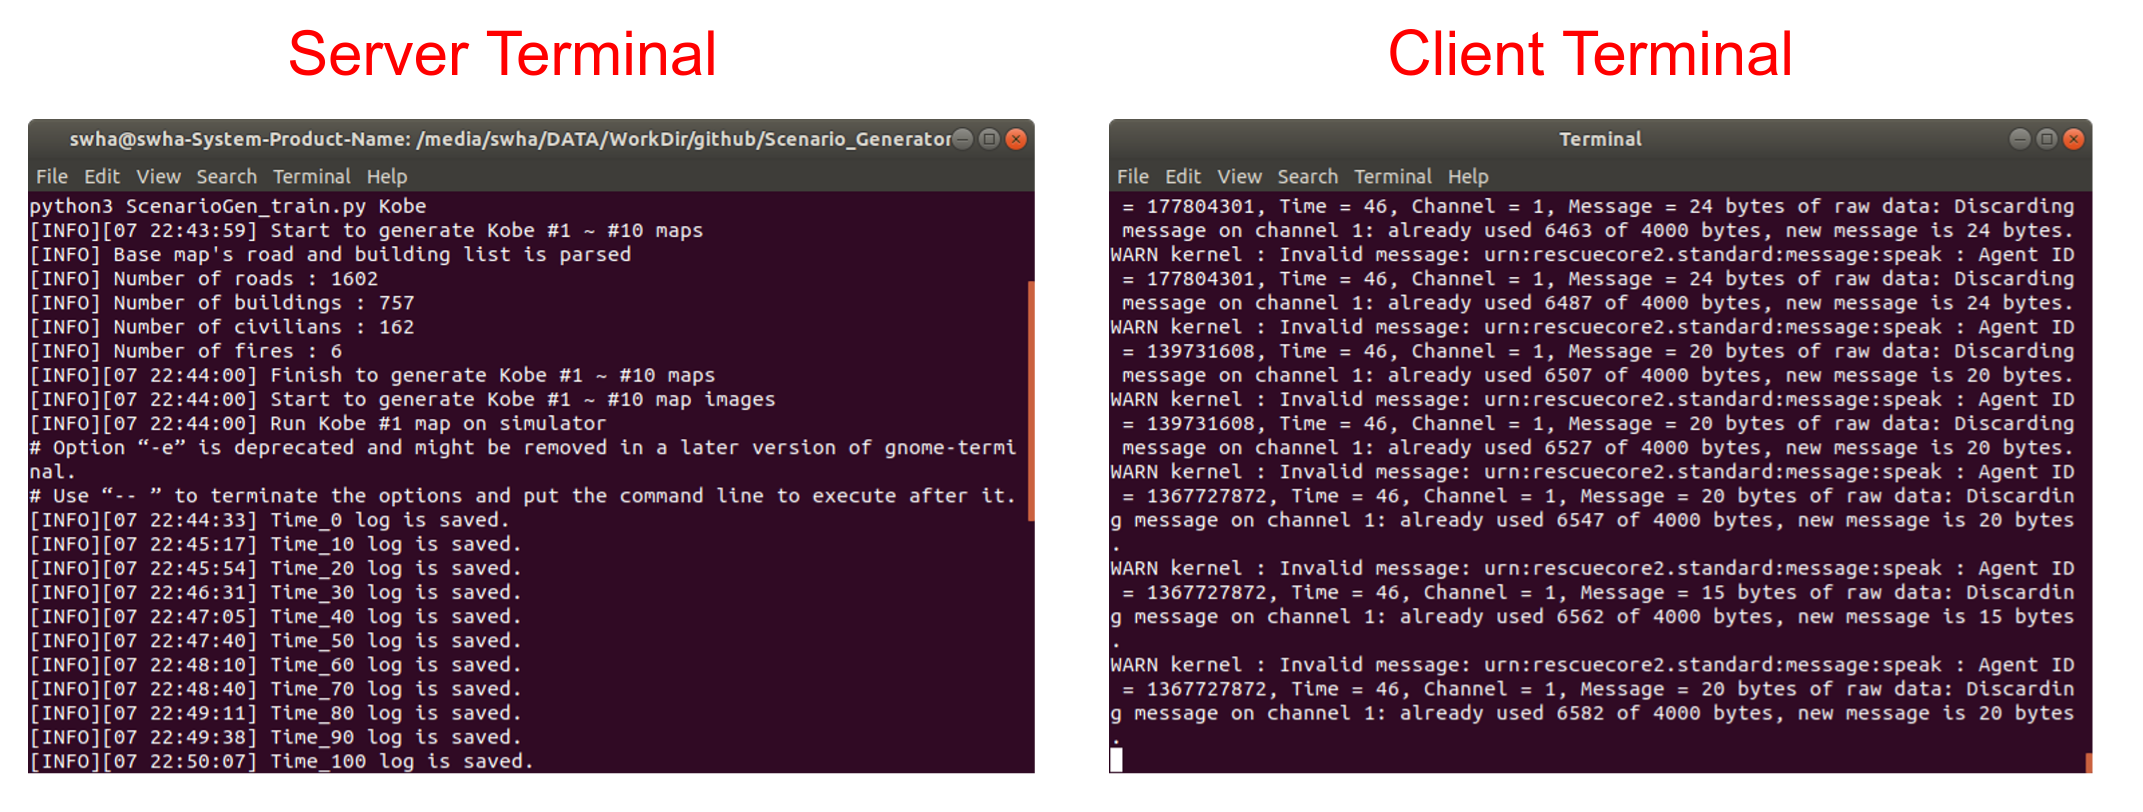 Server Terminal
Client Terminal
swha@swha-System-Product-Name: /media/swha/DATA/WorkDir/github/Scenario_Generator
File Edit View Search Terminal Help
python3 ScenarioGen_train.py Kobe
[INFO][07 22:43:59] Start to generate Kobe #1 ~ #10 maps
[INFO] Base map's road and building list is parsed
[INFO] Number of roads : 1602
[INFO] Number of buildings : 757
[INFO] Number of civilians : 162
[INFO] Number of fires : 6
[INFO][07 22:44:00] Finish to generate Kobe #1 ~ #10 maps
[INFO][07 22:44:00] Start to generate Kobe #1 ~ #10 map images
[INFO][07 22:44:00] Run Kobe #1 map on simulator
# Option “-e” is deprecated and might be removed in a later version of gnome-termi
nal.
# Use “-- ” to terminate the options and put the command line to execute after it.
[INFO][07 22:44:33] Time_0 log is saved.
[INFO][07 22:45:17] Time_10 log is saved.
[INFO][07 22:45:54] Time_20 log is saved.
[INFO][07 22:46:31] Time_30 log is saved.
[INFO][07 22:47:05] Time_40 log is saved.
[INFO][07 22:47:40] Time_50 log is saved.
[INFO][07 22:48:10] Time_60 log is saved.
[INFO][07 22:48:40] Time_70 log is saved.
[INFO][07 22:49:11] Time_80 log is saved.
[INFO][07 22:49:38] Time_90 log is saved.
[INFO][07 22:50:07] Time_100 log is saved.
Terminal
File Edit View Search Terminal Help
= 177804301, Time = 46, Channel = 1, Message = 24 bytes of raw data: Discarding
message on channel 1: already used 6463 of 4000 bytes, new message is 24 bytes.
WARN kernel : Invalid message: urn:rescuecore2.standard:message:speak : Agent ID
= 177804301, Time = 46, Channel = 1, Message = 24 bytes of raw data: Discarding
message on channel 1: already used 6487 of 4000 bytes, new message is 24 bytes.
WARN kernel : Invalid message: urn:rescuecore2.standard:message:speak : Agent ID
= 139731608, Time = 46, Channel = 1, Message = 20 bytes of raw data: Discarding
message on channel 1: already used 6507 of 4000 bytes, new message is 20 bytes.
WARN kernel : Invalid message: urn:rescuecore2.standard:message:speak : Agent ID
= 139731608, Time = 46, Channel = 1, Message = 20 bytes of raw data: Discarding
message on channel 1: already used 6527 of 4000 bytes, new message is 20 bytes.
WARN kernel : Invalid message: urn:rescuecore2.standard:message:speak : Agent ID
= 1367727872, Time = 46, Channel = 1, Message = 20 bytes of raw data: Discardin
g message on channel 1: already used 6547 of 4000 bytes, new message is 20 bytes
.
WARN kernel : Invalid message: urn:rescuecore2.standard:message:speak : Agent ID
= 1367727872, Time = 46, Channel = 1, Message = 15 bytes of raw data: Discardin
g message on channel 1: already used 6562 of 4000 bytes, new message is 15 bytes
.
WARN kernel : Invalid message: urn:rescuecore2.standard:message:speak : Agent ID
= 1367727872, Time = 46, Channel = 1, Message = 20 bytes of raw data: Discardin
g message on channel 1: already used 6582 of 4000 bytes, new message is 20 bytes
.